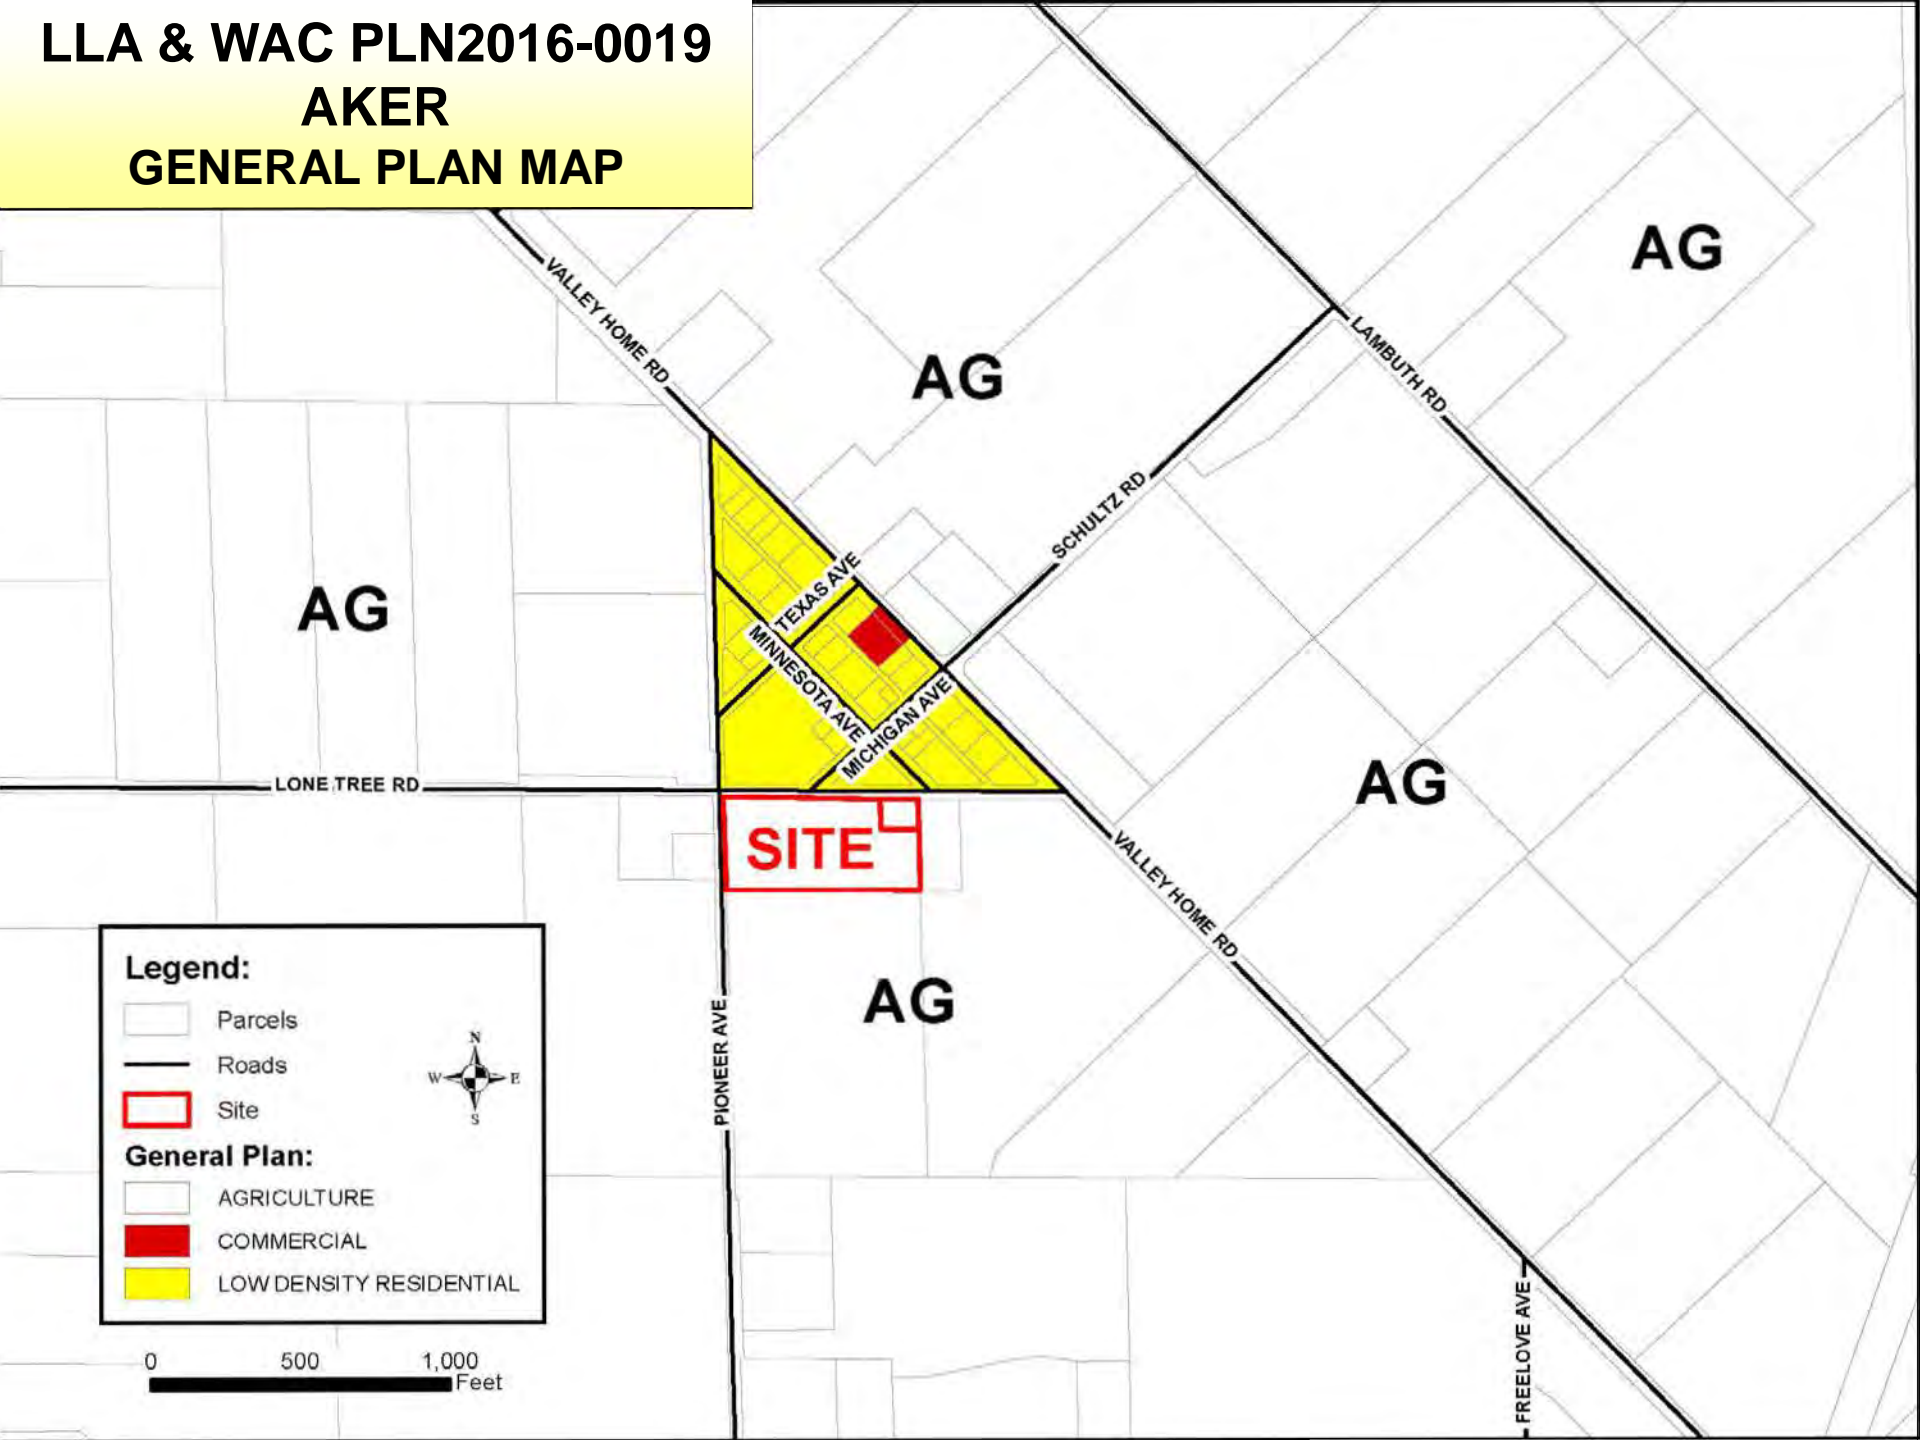 LLA & WAC PLN2016-0019
AKER
GENERAL PLAN MAP
AG
VALLEY HOME RD
AG
LAMBUTH RD
SCHULTZ RD
TEXAS AVE
AG
MINNESOTA AVE
MICHIGAN AVE
LONE TREE RD
AG
SITE
VALLEY HOME RD
AG
PIONEER AVE
Legend:
Parcels
Roads
Site
N
W
E
S
General Plan:
AGRICULTURE
COMMERCIAL
LOW DENSITY RESIDENTIAL
0 500 1,000
Feet
FREELOVE AVE